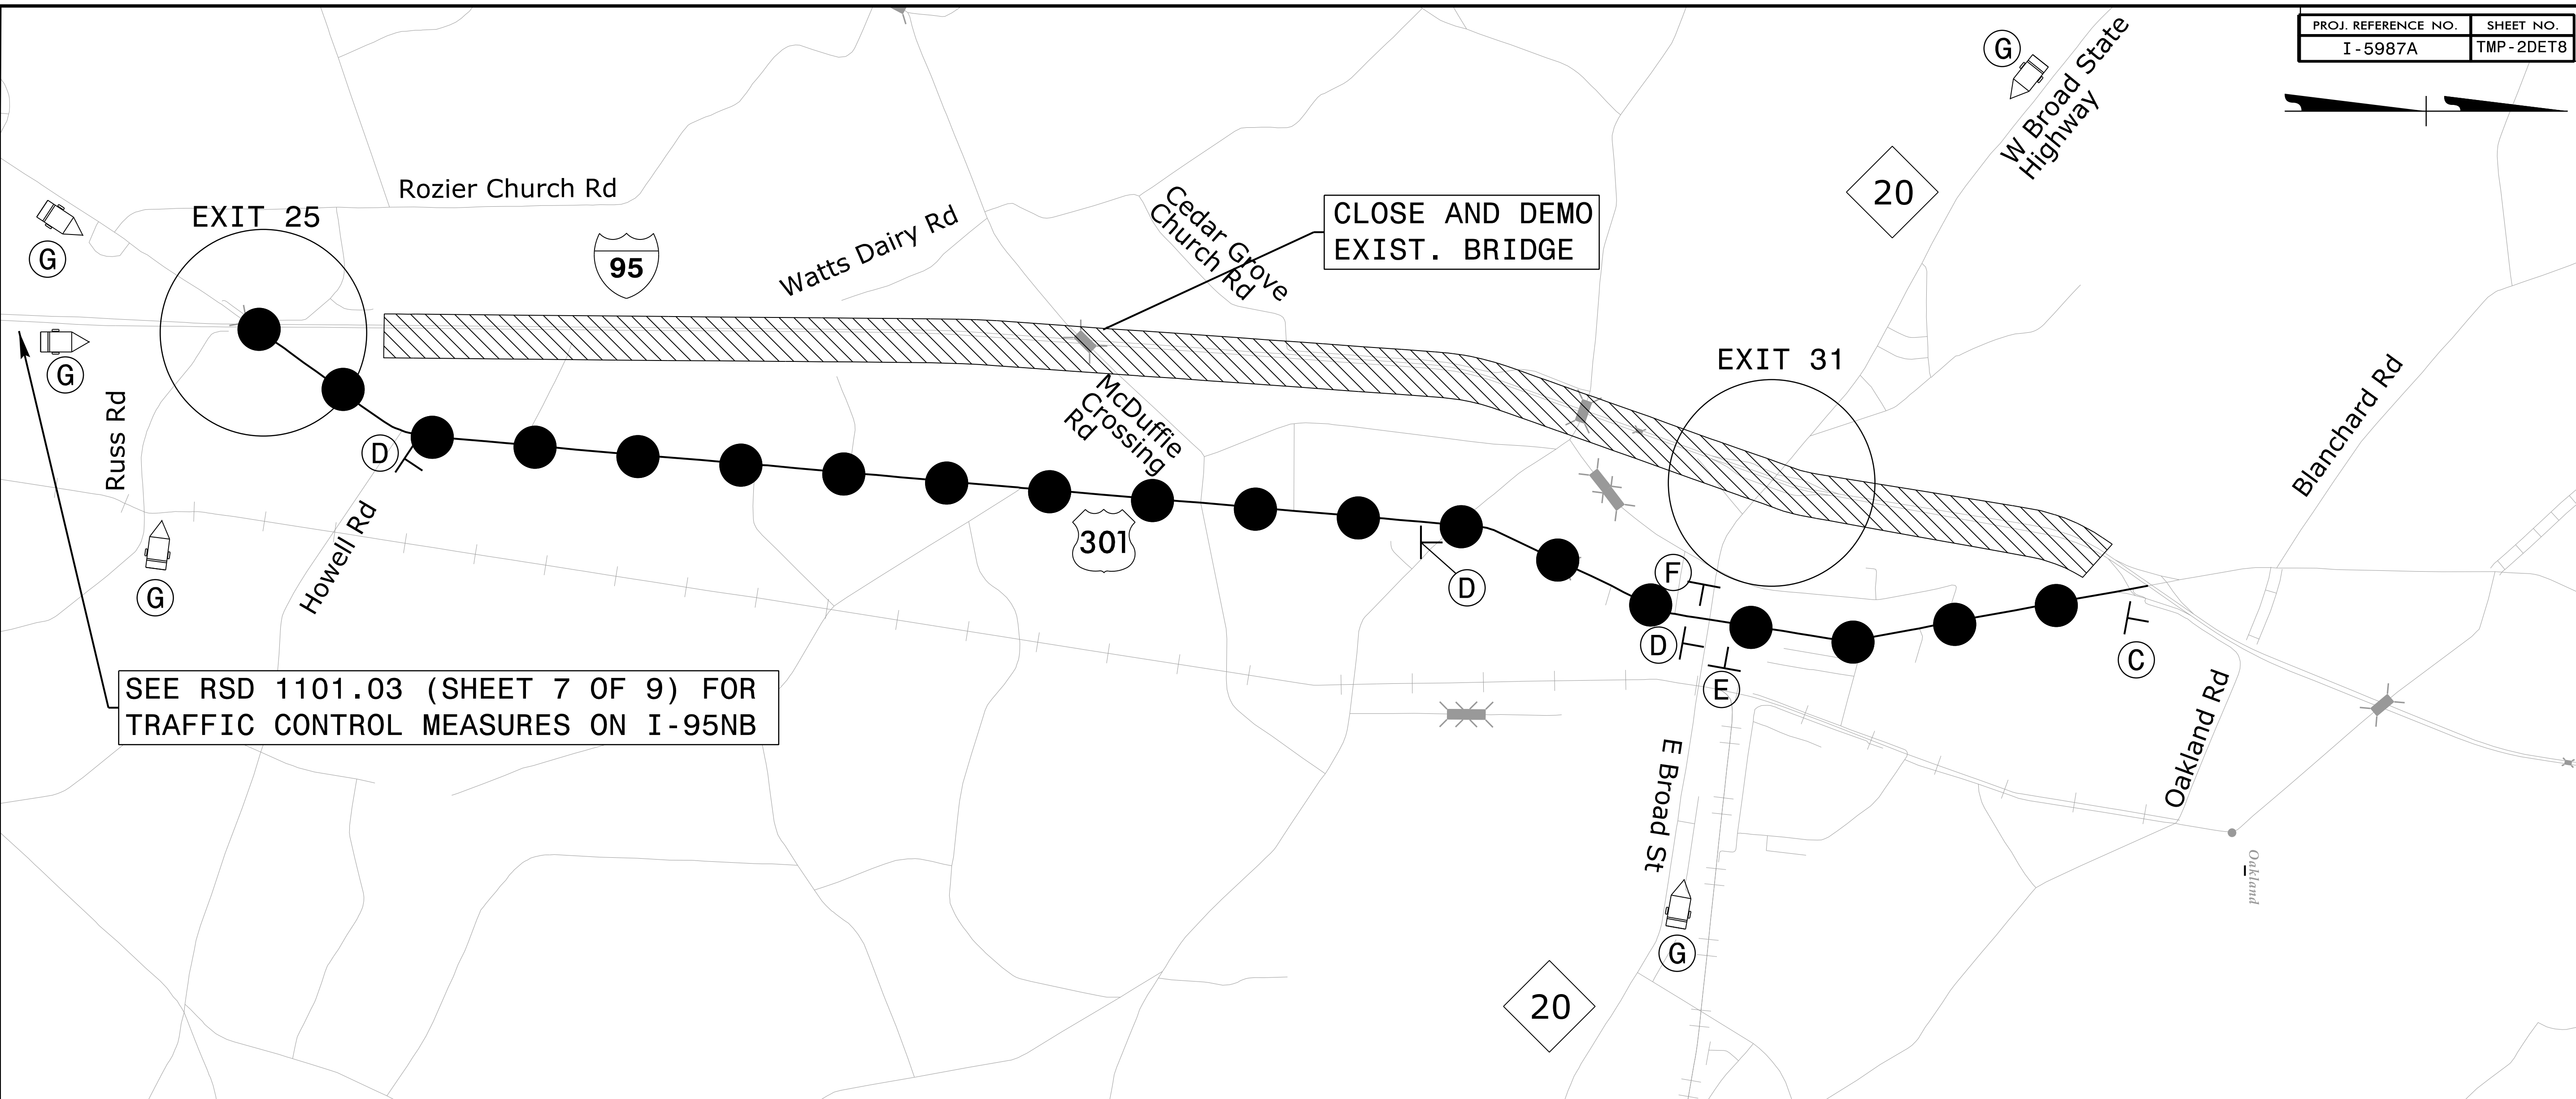 PROJ. REFERENCE NO.
SHEET NO.
I-5987A
TMP-2DET8
G
W Broad State
Highway
20
Rozier Church Rd
EXIT 25
G
95
Watts Dairy Rd
Cedar Grove
Church Rd
CLOSE AND DEMO
EXIST. BRIDGE
G
Russ Rd
EXIT 31
McDuffie
Crossing
Rd
Blanchard Rd
D
Howell Rd
301
D
F
D
E
C
G
SEE RSD 1101.03 (SHEET 7 OF 9) FOR
TRAFFIC CONTROL MEASURES ON I-95NB
E Broad St
Oakland Rd
Oakland
G
20